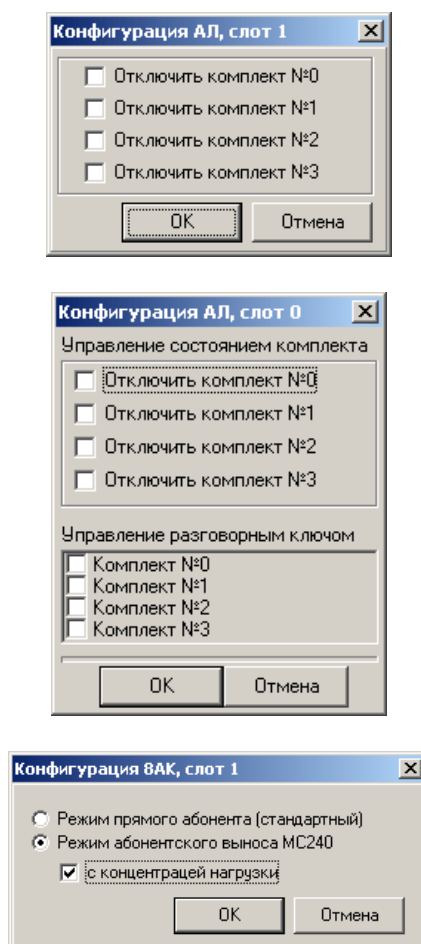 Конфигурация АЛ, слот 1
Отключить комплект №0
Отключить комплект №1
Отключить комплект №2
Отключить комплект №3
OK Отмена
Конфигурация АЛ, слот 0
Управление состоянием комплекта
Отключить комплект №0
Отключить комплект №1
Отключить комплект №2
Отключить комплект №3
Управление разговорным ключом
Комплект №0
Комплект №1
Комплект №2
Комплект №3
OK Отмена
Конфигурация 8АК, слот 1
Режим прямого абонента (стандартный)
Режим абонентского выноса МС240
с концентрацей нагрузки
OK Отмена